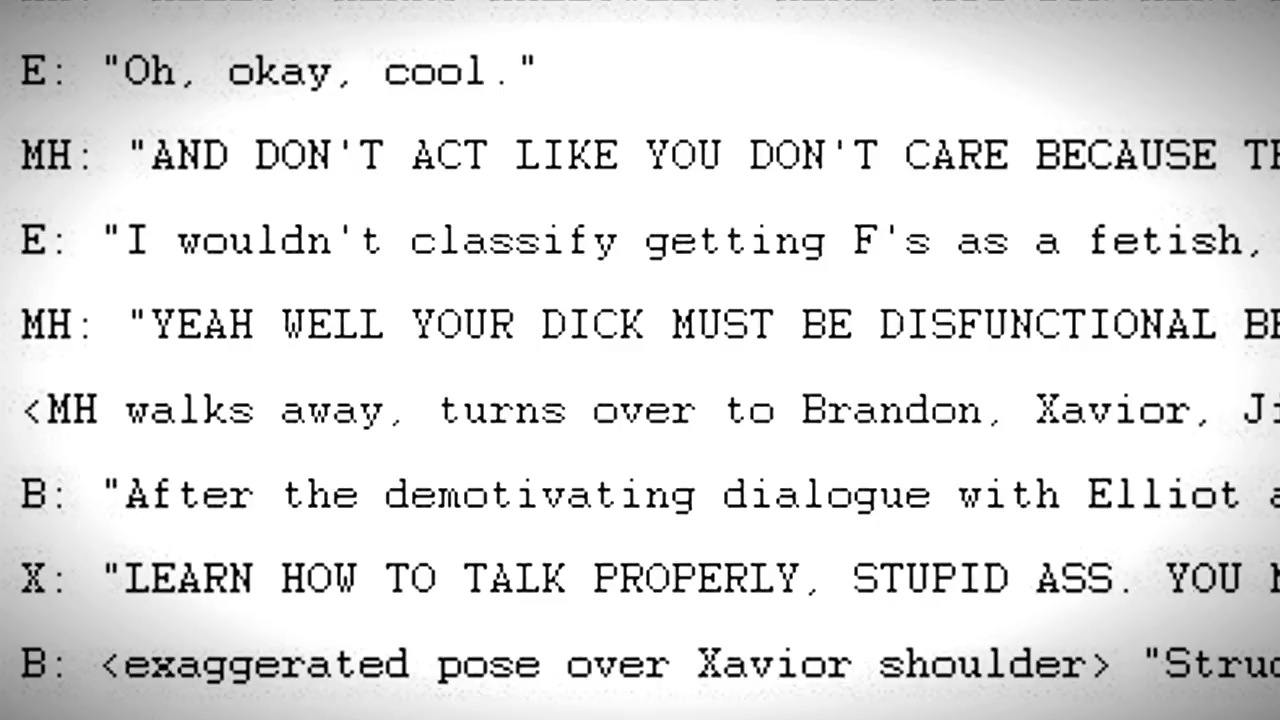 E: "Oh, okay, cool."
MH: "AND DON'T ACT LIKE YOU DON'T CARE BECAUSE
E: "I wouldn't classify getting F's as a fetish,
MH: "YEAH WELL YOUR DICK MUST BE DISFUNCTIONAL
<MH walks away, turns over to Brandon, Xavior,
B: "After the demotivating dialogue with Elliot
X: "LEARN HOW TO TALK PROPERLY, STUPID ASS. YOU
B: <exaggerated pose over Xavior shoulder> "Struc